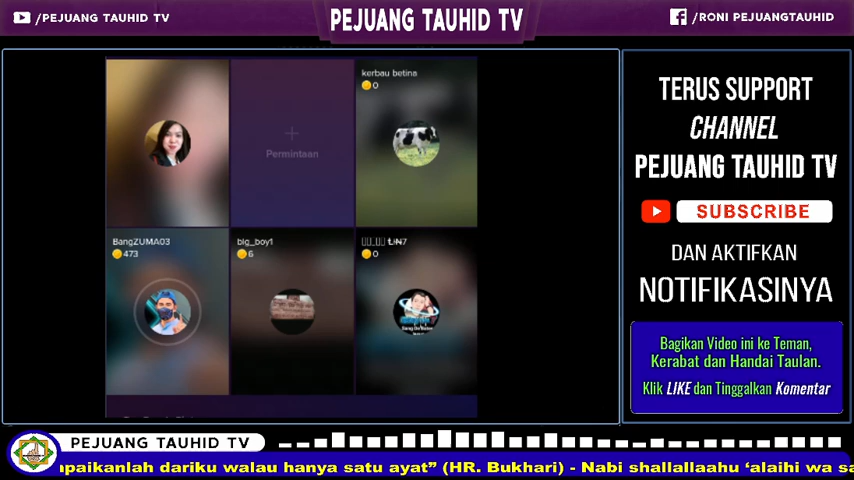 /PEJUANG TAUHID TV
PEJUANG TAUHID TV
/RONI PEJUANGTAUHID
kerbau betina
0
+
Permintaan
BangZUMA03
473
big_boy1
6
0
TERUS SUPPORT
CHANNEL
PEJUANG TAUHID TV
SUBSCRIBE
DAN AKTIFKAN
NOTIFIKASINYA
Bagikan Video ini ke Teman,
Kerabat dan Handai Taulan.
Klik LIKE dan Tinggalkan Komentar
PEJUANG TAUHID TV
npaikanlah dariku walau hanya satu ayat” (HR. Bukhari) - Nabi shallallaahu ‘alaihi wa sa